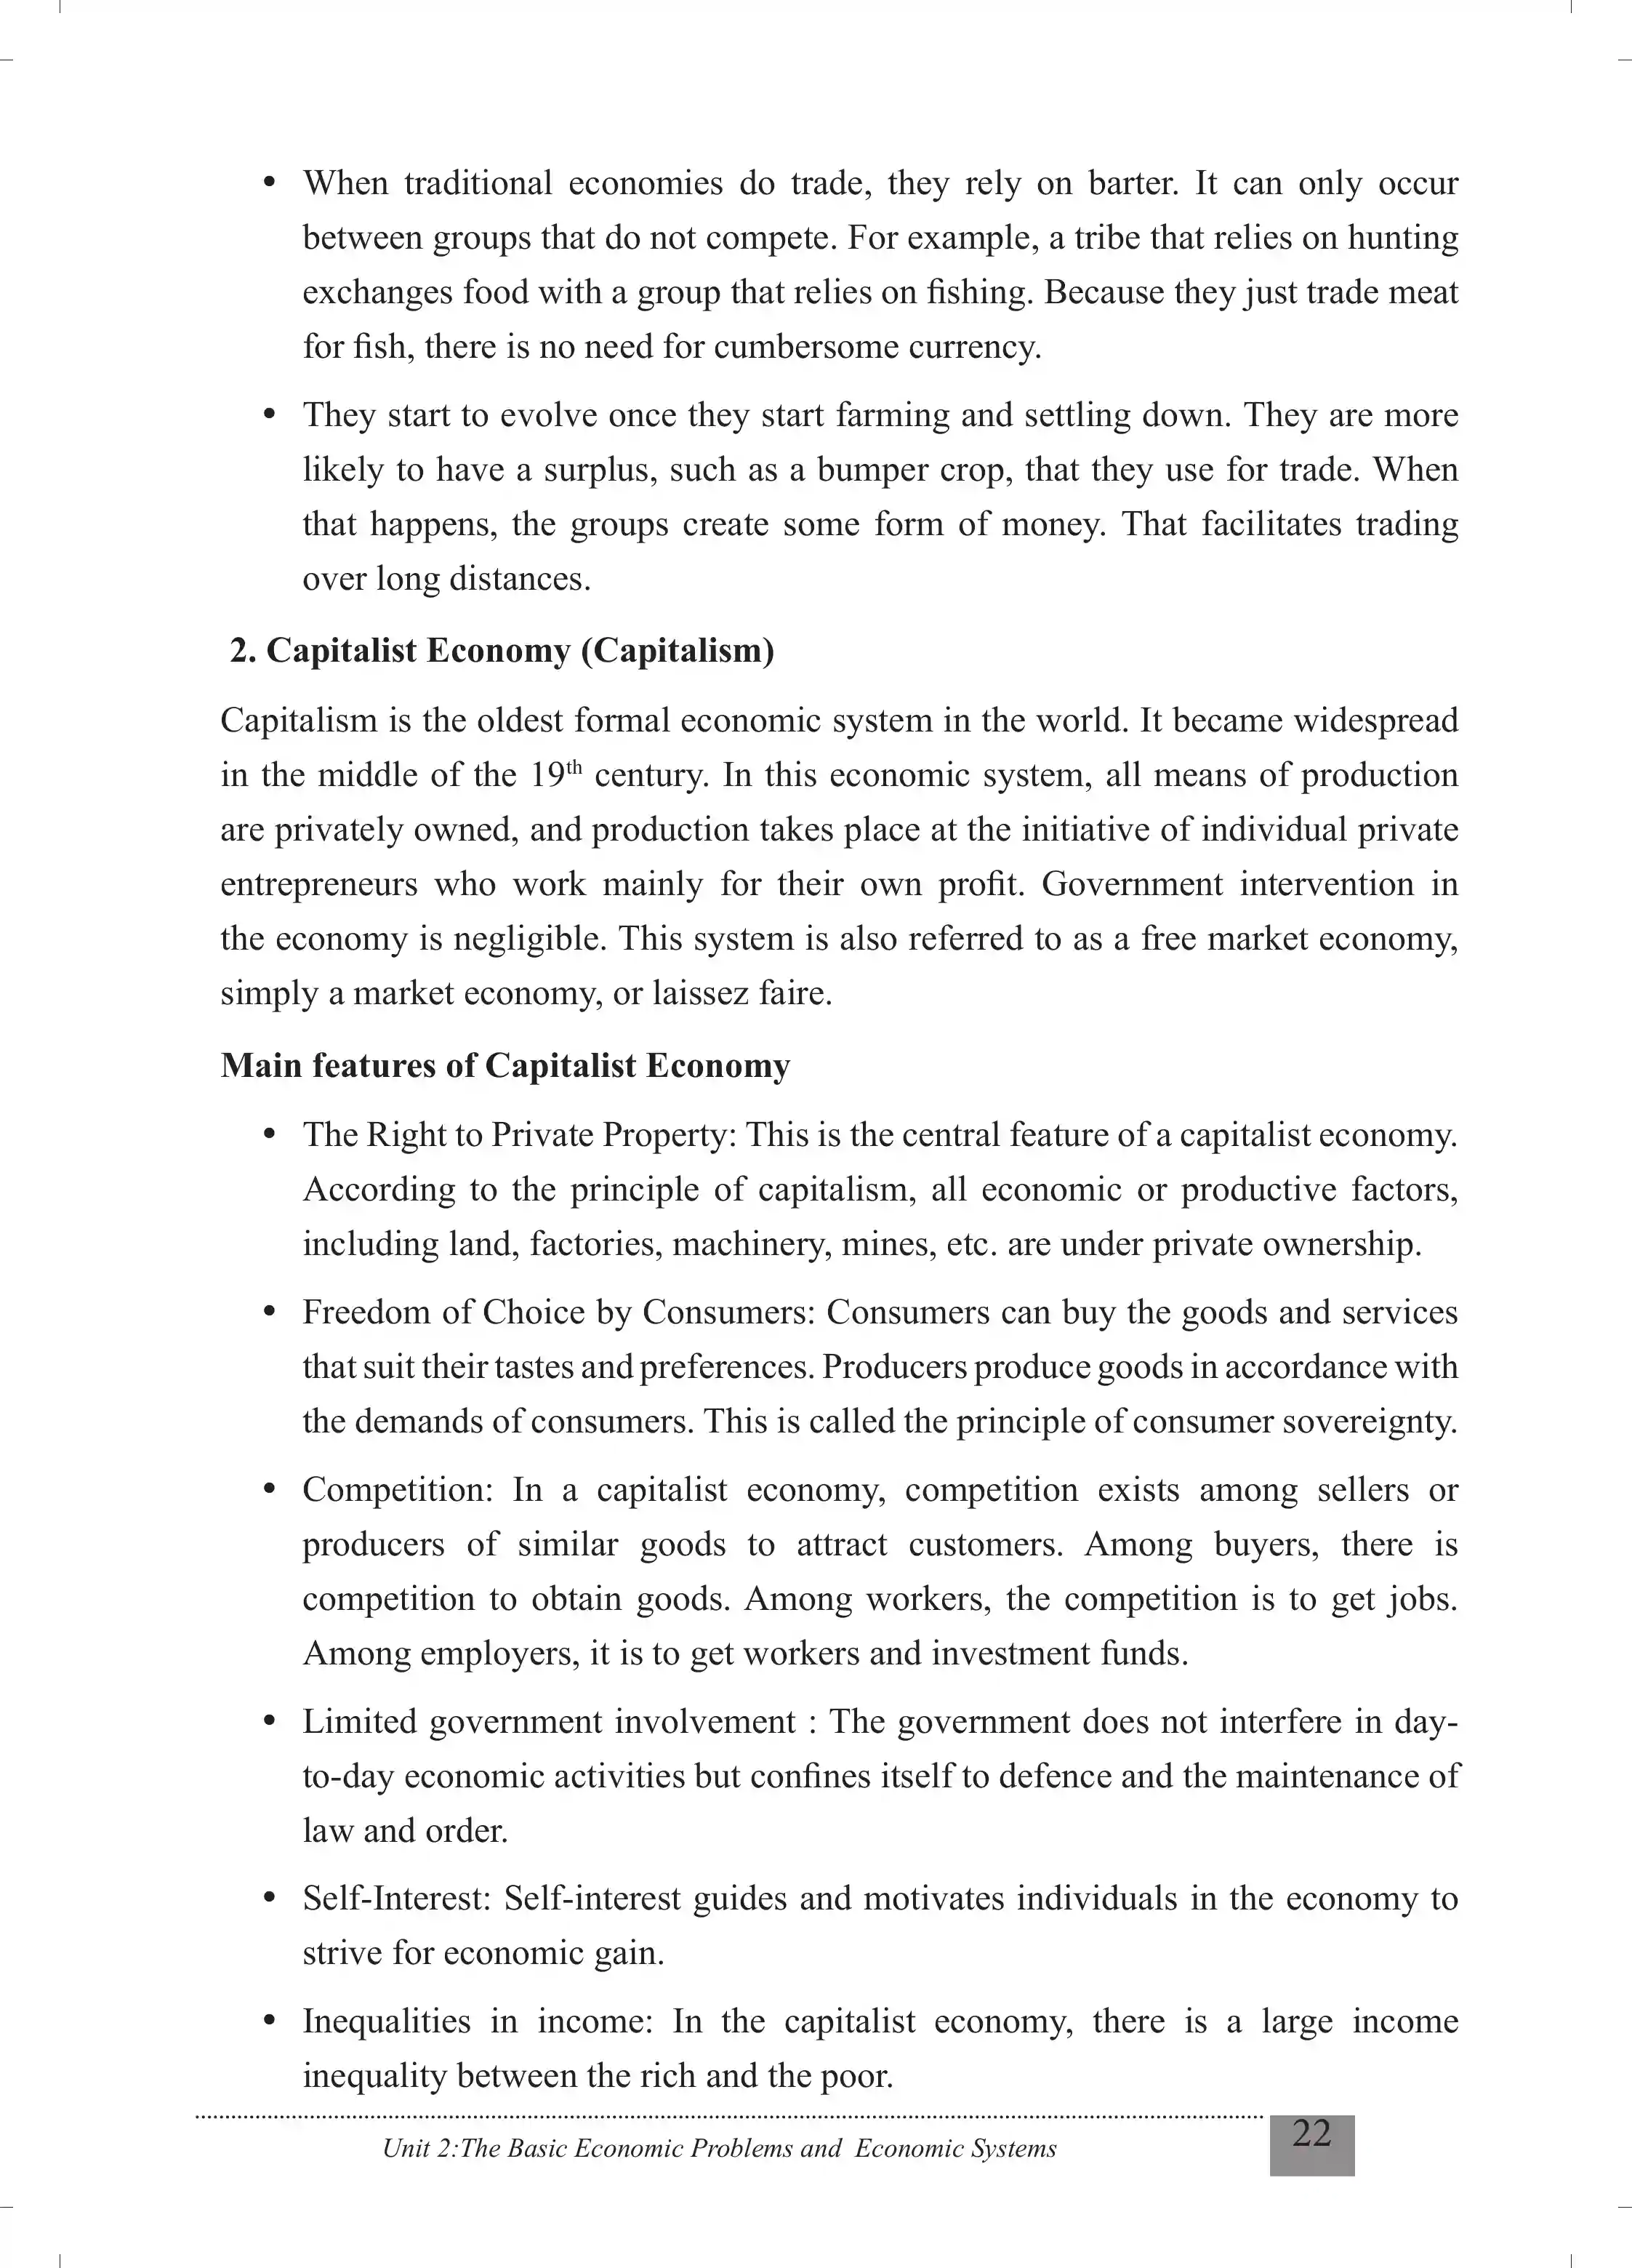 • When traditional economies do trade, they rely on barter. It can only occur
between groups that do not compete. For example, a tribe that relies on hunting
exchanges food with a group that relies on fishing. Because they just trade meat
for fish, there is no need for cumbersome currency.
• They start to evolve once they start farming and settling down. They are more
likely to have a surplus, such as a bumper crop, that they use for trade. When
that happens, the groups create some form of money. That facilitates trading
over long distances.
2. Capitalist Economy (Capitalism)
Capitalism is the oldest formal economic system in the world. It became widespread
in the middle of the 19th century. In this economic system, all means of production
are privately owned, and production takes place at the initiative of individual private
entrepreneurs who work mainly for their own profit. Government intervention in
the economy is negligible. This system is also referred to as a free market economy,
simply a market economy, or laissez faire.
Main features of Capitalist Economy
• The Right to Private Property: This is the central feature of a capitalist economy.
According to the principle of capitalism, all economic or productive factors,
including land, factories, machinery, mines, etc. are under private ownership.
• Freedom of Choice by Consumers: Consumers can buy the goods and services
that suit their tastes and preferences. Producers produce goods in accordance with
the demands of consumers. This is called the principle of consumer sovereignty.
• Competition: In a capitalist economy, competition exists among sellers or
producers of similar goods to attract customers. Among buyers, there is
competition to obtain goods. Among workers, the competition is to get jobs.
Among employers, it is to get workers and investment funds.
• Limited government involvement : The government does not interfere in day-
to-day economic activities but confines itself to defence and the maintenance of
law and order.
• Self-Interest: Self-interest guides and motivates individuals in the economy to
strive for economic gain.
• Inequalities in income: In the capitalist economy, there is a large income
inequality between the rich and the poor.
Unit 2:The Basic Economic Problems and Economic Systems
22